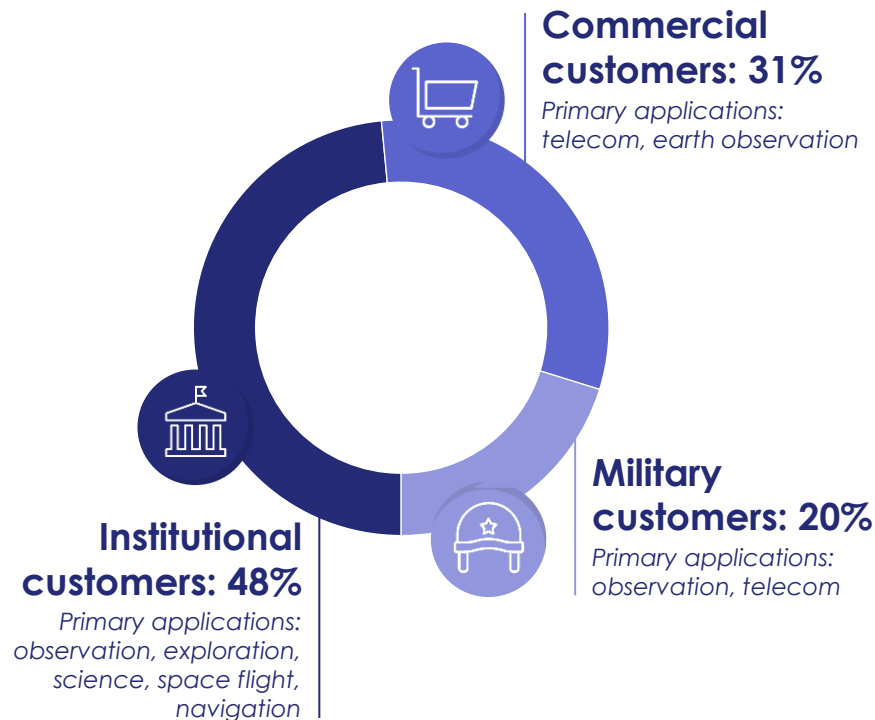 Commercial
customers: 31%
Primary applications:
telecom, earth observation
Military
customers: 20%
Primary applications:
observation, telecom
Institutional
customers: 48%
Primary applications:
observation, exploration,
science, space flight,
navigation